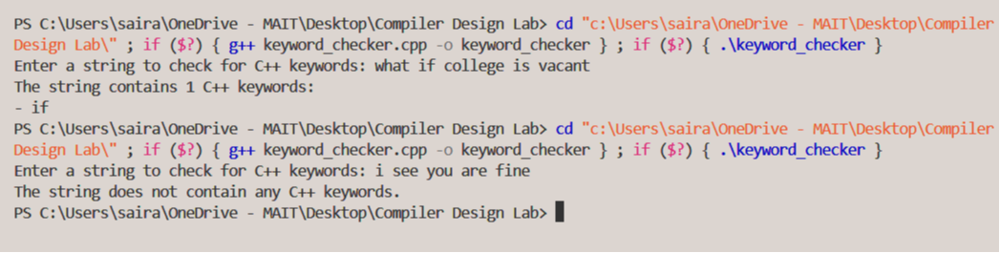 PS C:\Users\saira\OneDrive - MAIT\Desktop\Compiler Design Lab> cd "c:\Users\saira\OneDrive - MAIT\Desktop\Compiler
Design Lab\" ; if ($?) { g++ keyword_checker.cpp -o keyword_checker } ; if ($?) { .\keyword_checker }
Enter a string to check for C++ keywords: what if college is vacant
The string contains 1 C++ keywords:
- if
PS C:\Users\saira\OneDrive - MAIT\Desktop\Compiler Design Lab> cd "c:\Users\saira\OneDrive - MAIT\Desktop\Compiler
Design Lab\" ; if ($?) { g++ keyword_checker.cpp -o keyword_checker } ; if ($?) { .\keyword_checker }
Enter a string to check for C++ keywords: i see you are fine
The string does not contain any C++ keywords.
PS C:\Users\saira\OneDrive - MAIT\Desktop\Compiler Design Lab>